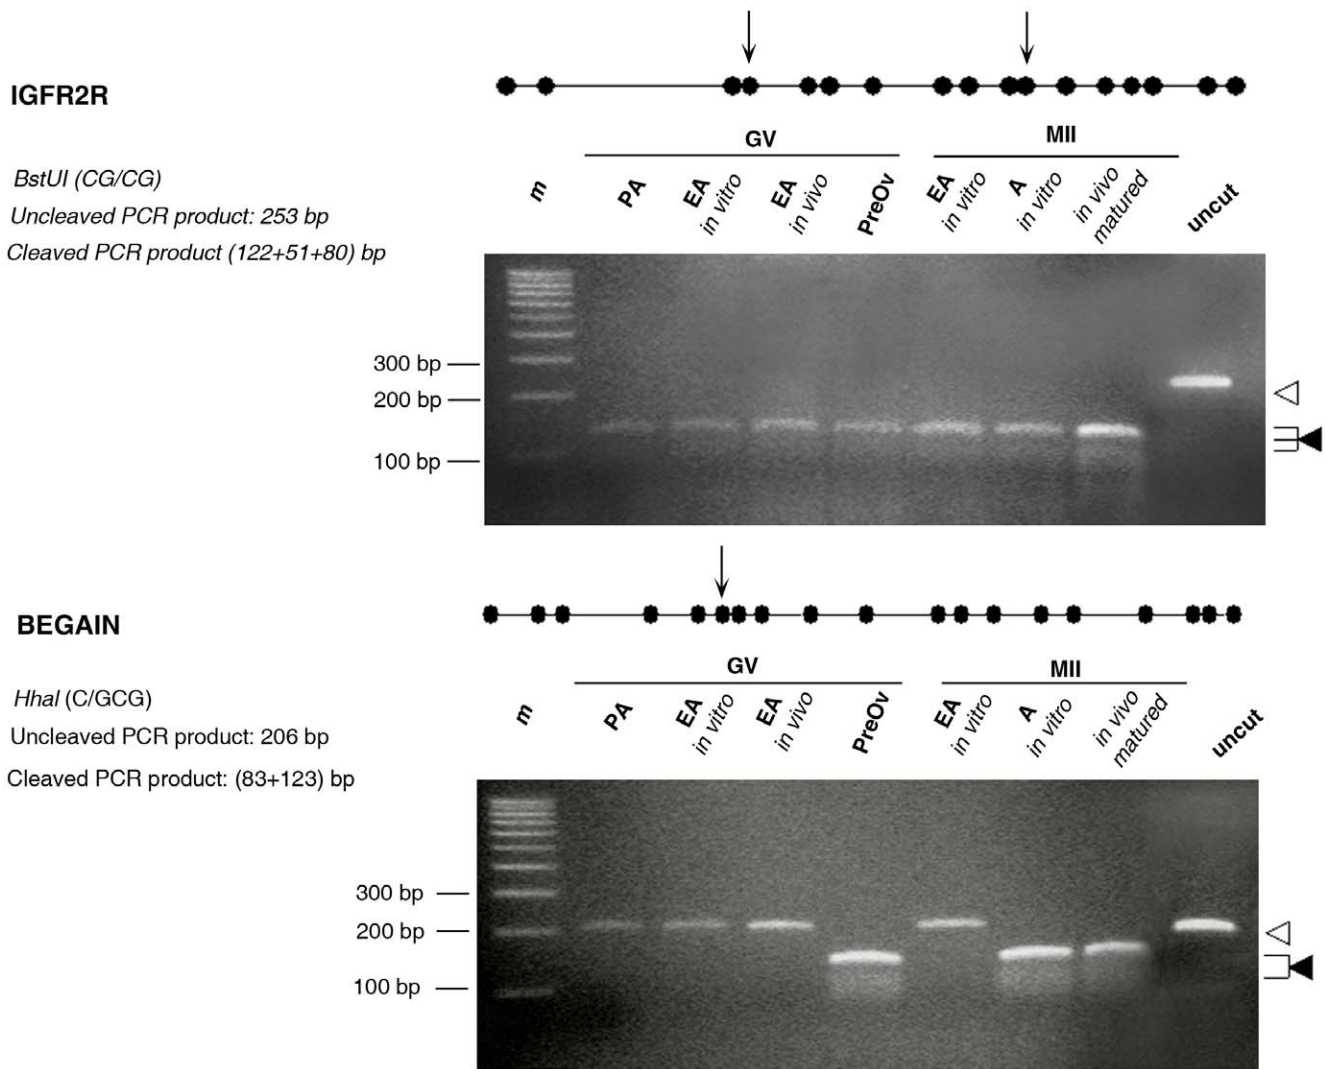 IGFR2R
BstUI (CG/CG)
Uncleaved PCR product: 253 bp
Cleaved PCR product (122+51+80) bp
GV
MII
m
PA
EA
in vitro
EA
in vivo
PreOv
EA
in vitro
A
in vitro
in vivo
matured
uncut
300 bp
200 bp
100 bp
BEGAIN
HhaI (C/GCG)
Uncleaved PCR product: 206 bp
Cleaved PCR product: (83+123) bp
GV
MII
m
PA
EA
in vitro
EA
in vivo
PreOv
EA
in vitro
A
in vitro
in vivo
matured
uncut
300 bp
200 bp
100 bp